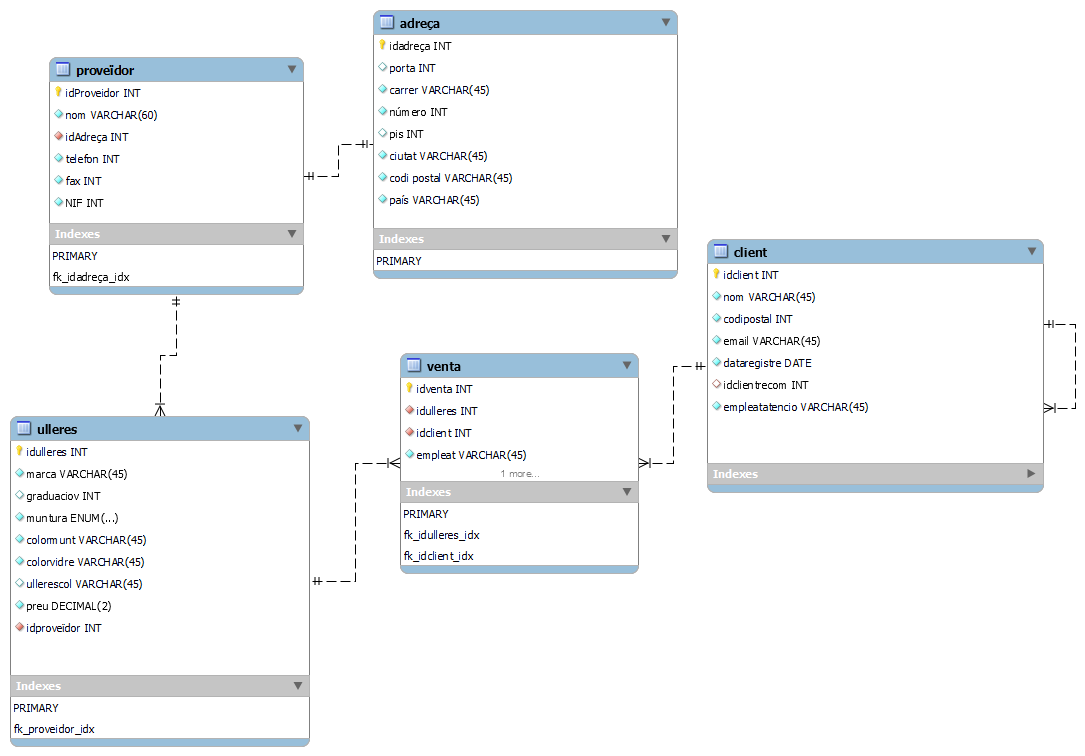 adreça
idadreça INT
porta INT
carrer VARCHAR(45)
número INT
pis INT
ciutat VARCHAR(45)
codi postal VARCHAR(45)
país VARCHAR(45)
Indexes
PRIMARY
proveïdor
idProveidor INT
nom VARCHAR(60)
idAdreça INT
telefon INT
fax INT
NIF INT
Indexes
PRIMARY
fk_idadreça_idx
client
idclient INT
nom VARCHAR(45)
codipostal INT
email VARCHAR(45)
dataregistre DATE
idclientrecom INT
empleatatencio VARCHAR(45)
Indexes
venta
idventa INT
idulleres INT
idclient INT
empleat VARCHAR(45)
1 more...
Indexes
PRIMARY
fk_idulleres_idx
fk_idclient_idx
ulleres
idulleres INT
marca VARCHAR(45)
graduaciov INT
muntura ENUM(...)
colormunt VARCHAR(45)
colorvidre VARCHAR(45)
ullerescol VARCHAR(45)
preu DECIMAL(2)
idproveïdor INT
Indexes
PRIMARY
fk_proveidor_idx